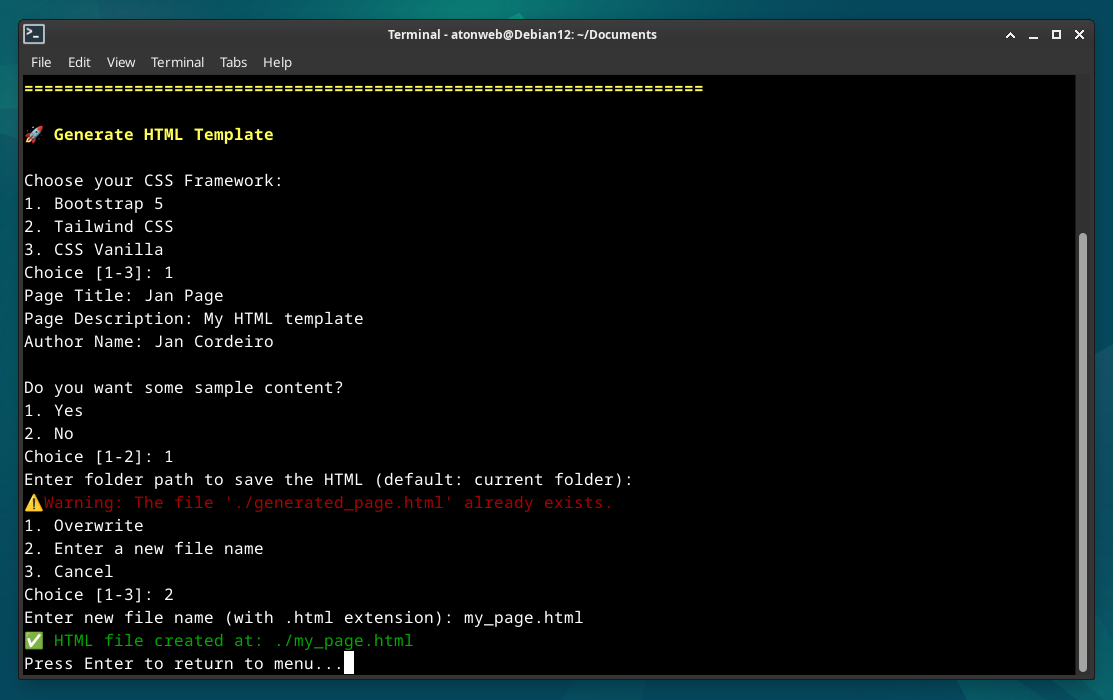 Terminal - atonweb@Debian12: ~/Documents
File Edit View Terminal Tabs Help
====================================================================
🚀 Generate HTML Template
Choose your CSS Framework:
1. Bootstrap 5
2. Tailwind CSS
3. CSS Vanilla
Choice [1-3]: 1
Page Title: Jan Page
Page Description: My HTML template
Author Name: Jan Cordeiro
Do you want some sample content?
1. Yes
2. No
Choice [1-2]: 1
Enter folder path to save the HTML (default: current folder):
⚠️Warning: The file './generated_page.html' already exists.
1. Overwrite
2. Enter a new file name
3. Cancel
Choice [1-3]: 2
Enter new file name (with .html extension): my_page.html
✅ HTML file created at: ./my_page.html
Press Enter to return to menu...